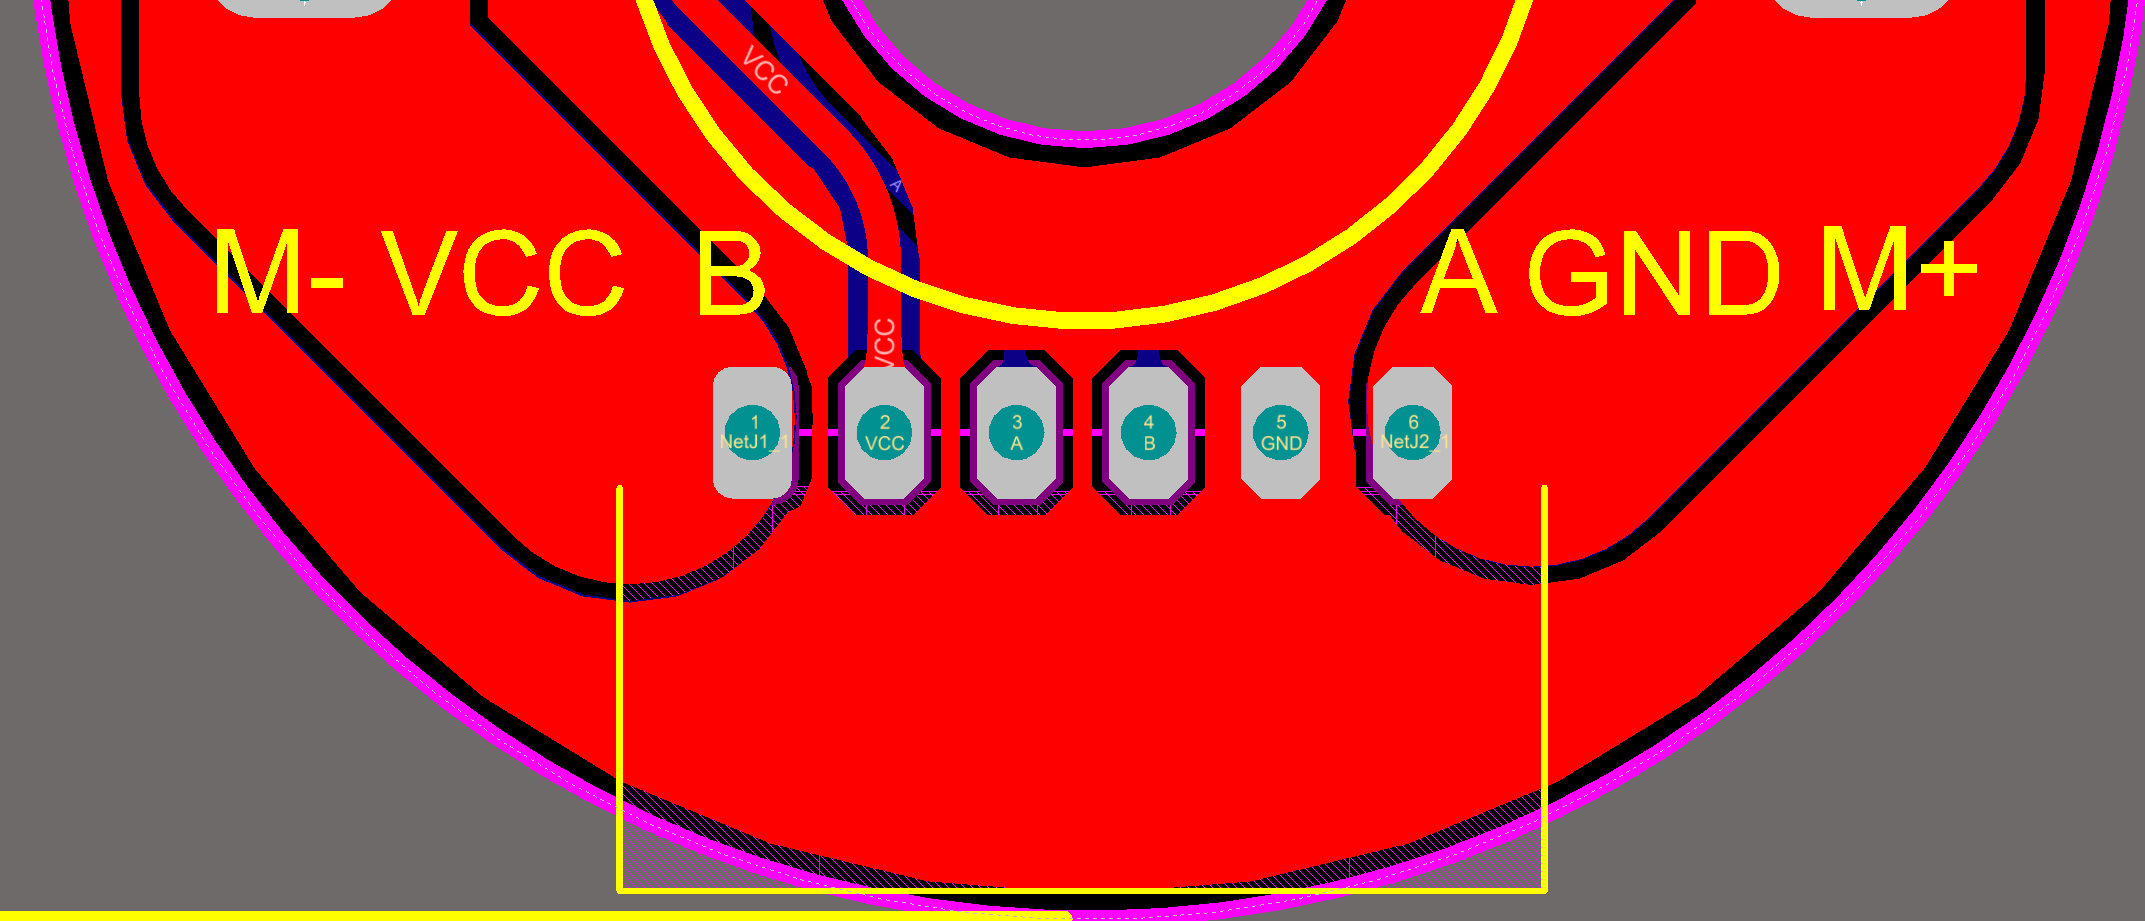 VCC
A
M- VCC B A GND M+
VCC
1 2 3 4 5 6
NetJ1_1 VCC A B GND NetJ2_1